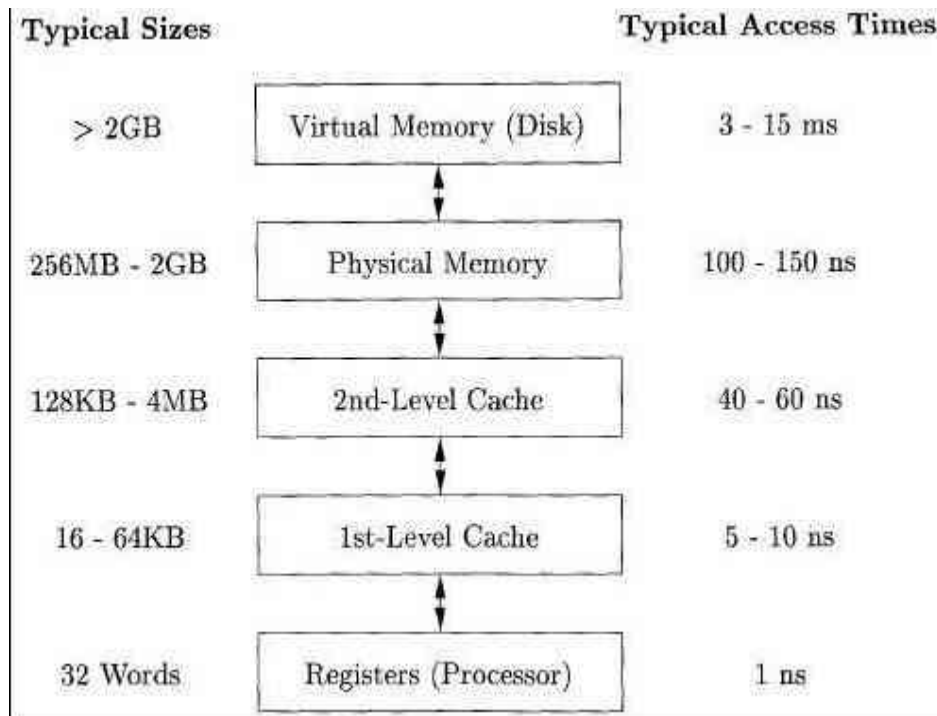 Typical Sizes Typical Access Times
> 2GB Virtual Memory (Disk) 3 - 15 ms
256MB - 2GB Physical Memory 100 - 150 ns
128KB - 4MB 2nd-Level Cache 40 - 60 ns
16 - 64KB 1st-Level Cache 5 - 10 ns
32 Words Registers (Processor) 1 ns